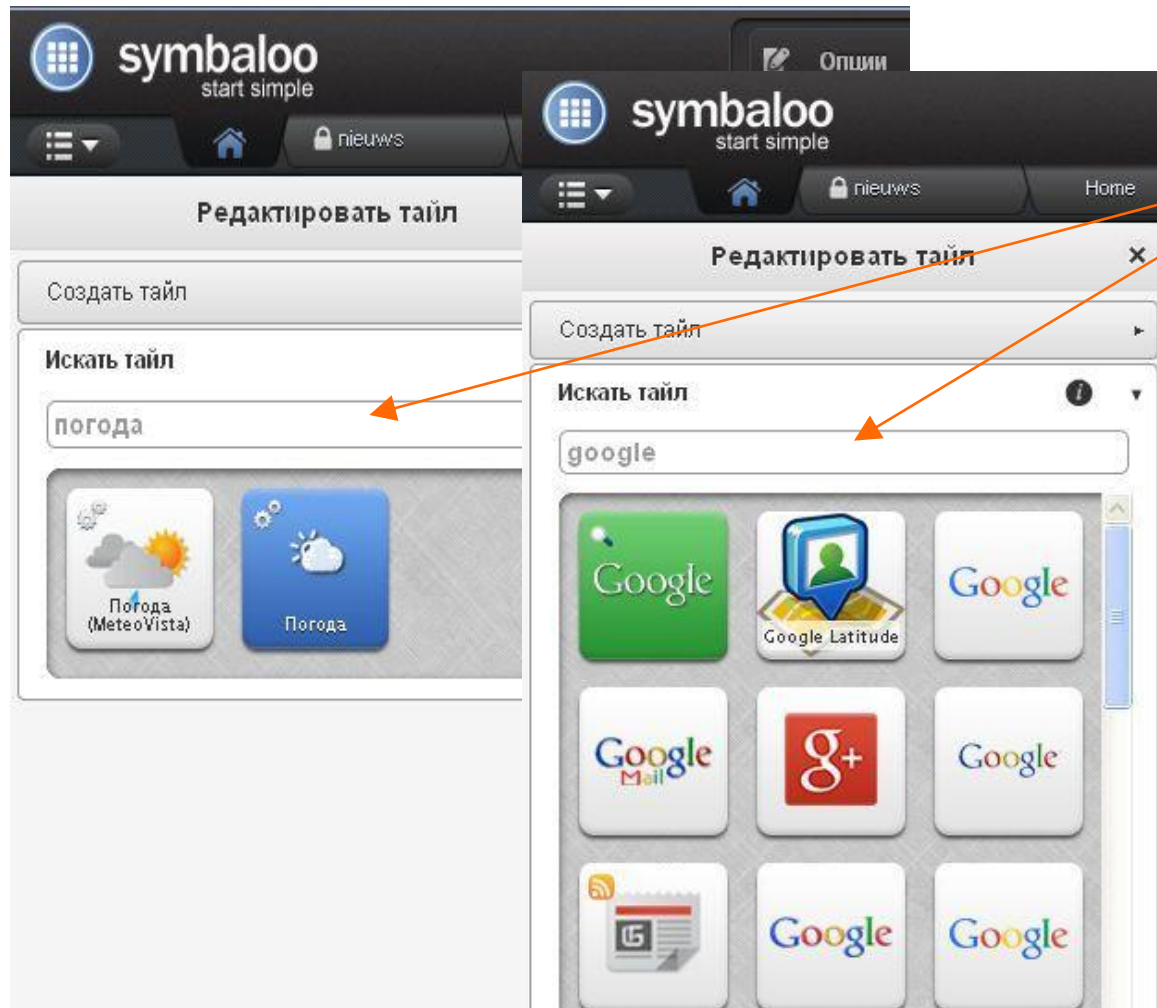 symbaloo
start simple
Опции
nieuws
Редактировать тайл
Создать тайл
Искать тайл
погода
Погода
(MeteoVista)
Погода
symbaloo
start simple
nieuws
Home
Редактировать тайл
Создать тайл
Искать тайл
google
Google
Google Latitude
Google
Google
Mail
g+
Google
G
Google
Google